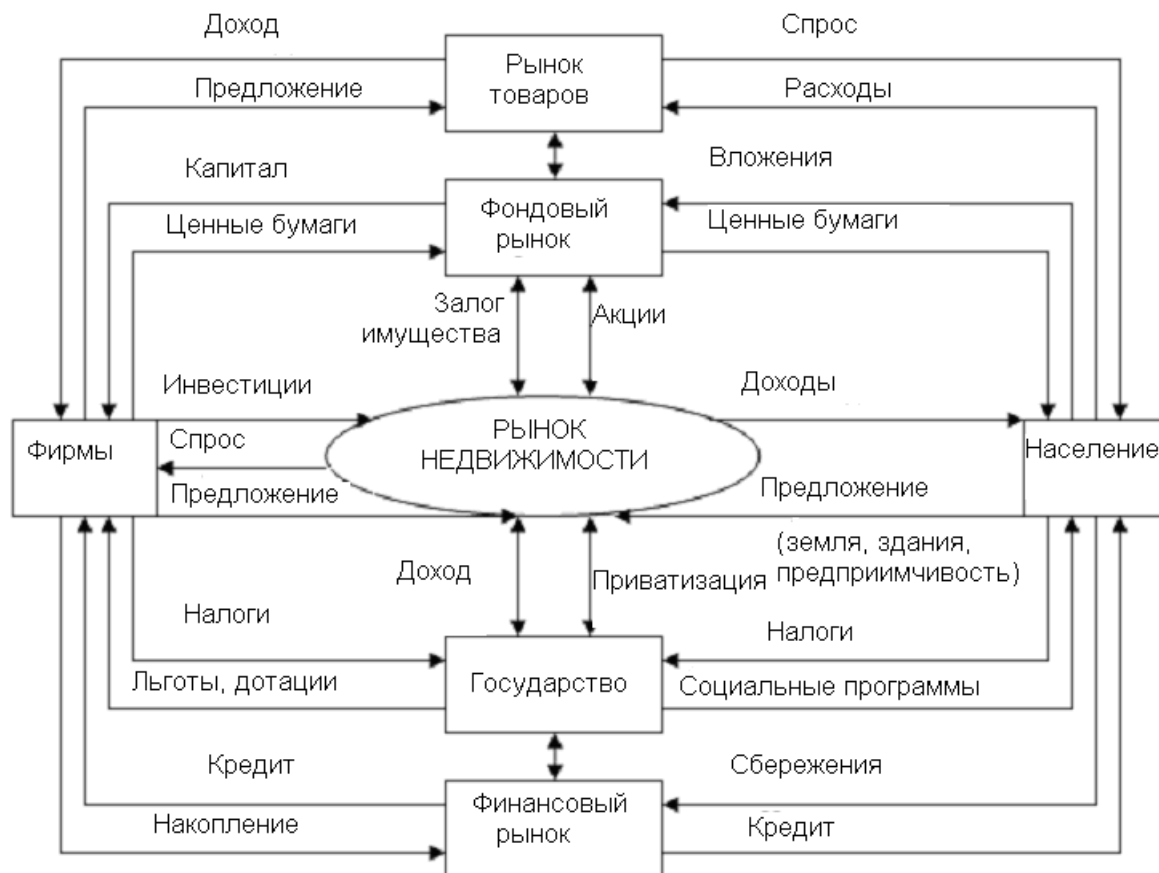 Доход
Спрос
Рынок
товаров
Предложение
Расходы
Капитал
Вложения
Фондовый
рынок
Ценные бумаги
Ценные бумаги
Залог
имущества
Акции
Инвестиции
Доходы
Фирмы
Спрос
РЫНОК
НЕДВИЖИМОСТИ
Население
Предложение
Предложение
(земля, здания,
предприимчивость)
Доход
Приватизация
Налоги
Налоги
Льготы, дотации
Государство
Социальные программы
Кредит
Сбережения
Финансовый
рынок
Накопление
Кредит